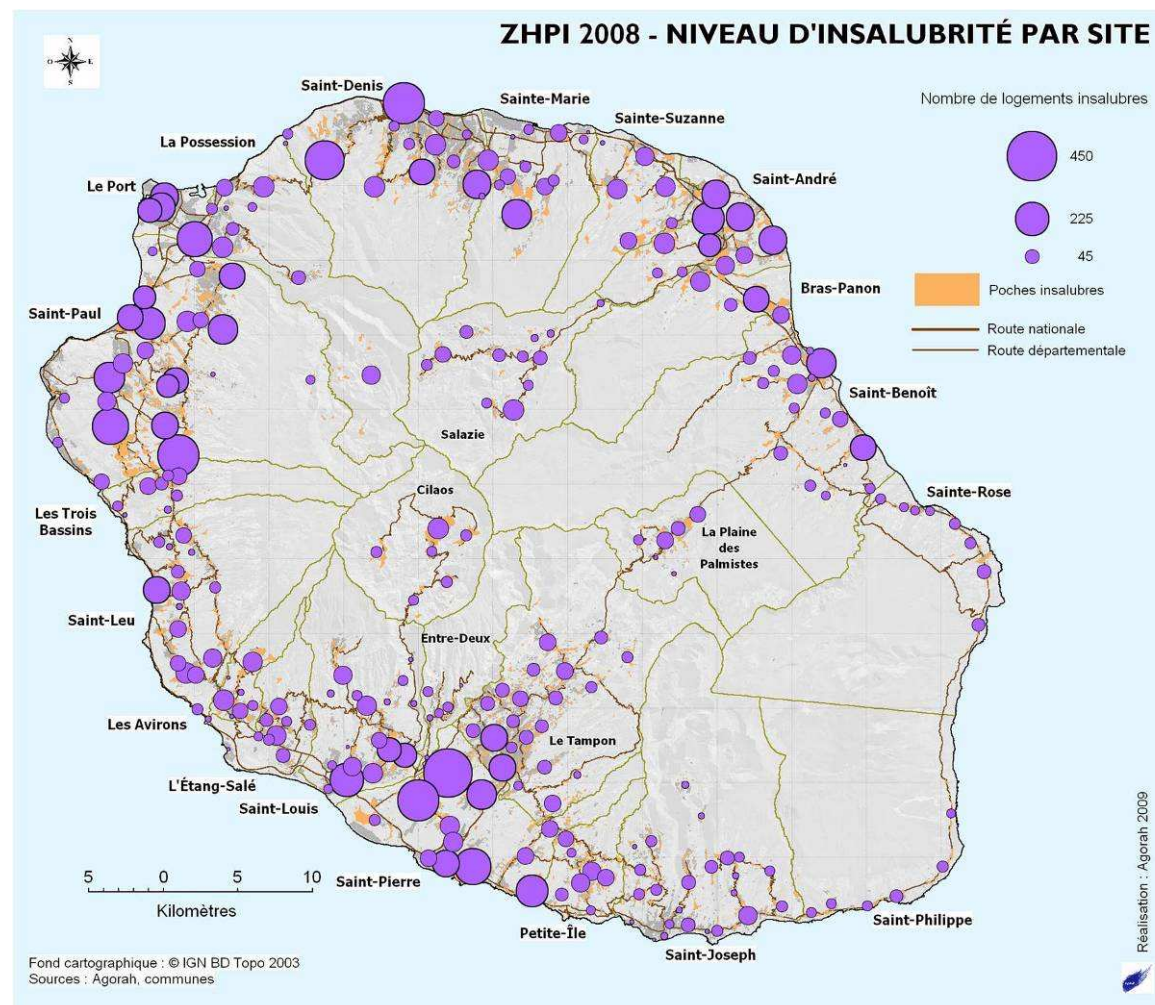 ZHPI 2008 - NIVEAU D'INSALUBRITÉ PAR SITE
N
O
E
S
Nombre de logements insalubres
450
225
45
Poches insalubres
Route nationale
Route départementale
Saint-Denis
Sainte-Marie
Sainte-Suzanne
La Possession
Le Port
Saint-André
Bras-Panon
Saint-Paul
Saint-Benoît
Salazie
Cilaos
Sainte-Rose
Les Trois
Bassins
La Plaine
des
Palmistes
Saint-Leu
Entre-Deux
Les Avirons
Le Tampon
L'Étang-Salé
Saint-Louis
Saint-Pierre
Petite-Île
Saint-Joseph
Saint-Philippe
5 0 5 10
Kilomètres
Fond cartographique : © IGN BD Topo 2003
Sources : Agorah, communes
Réalisation : Agorah 2009